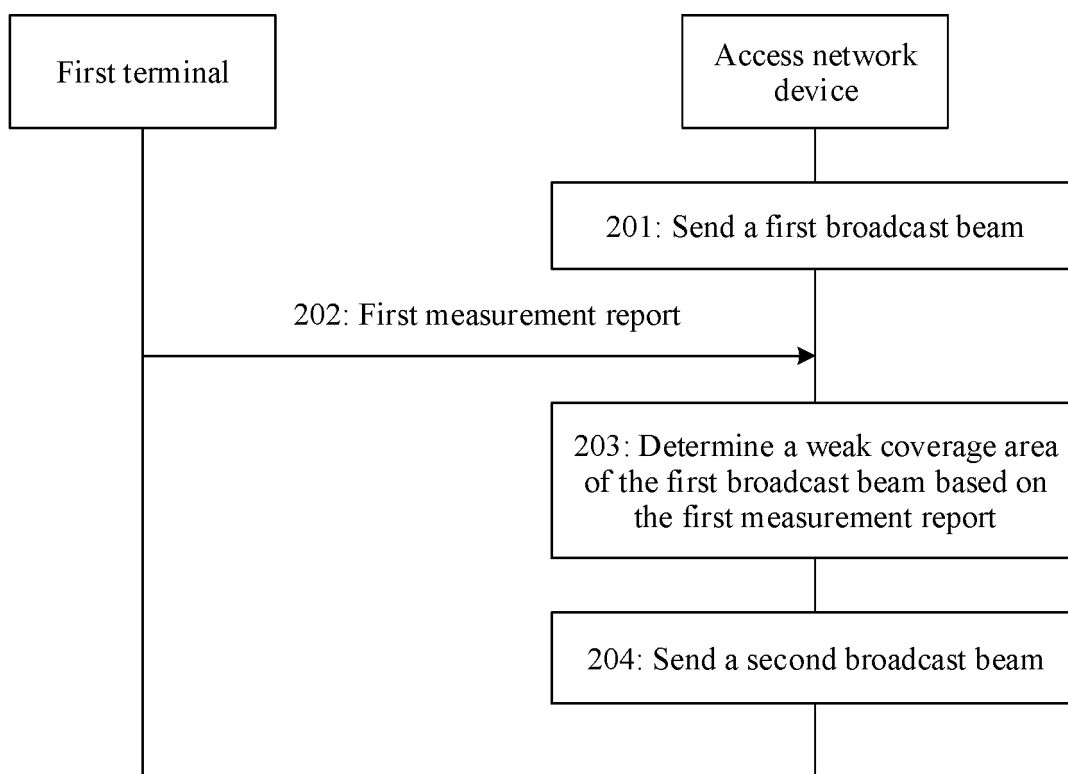 First terminal
Access network
device
201: Send a first broadcast beam
202: First measurement report
203: Determine a weak coverage area
of the first broadcast beam based on
the first measurement report
204: Send a second broadcast beam